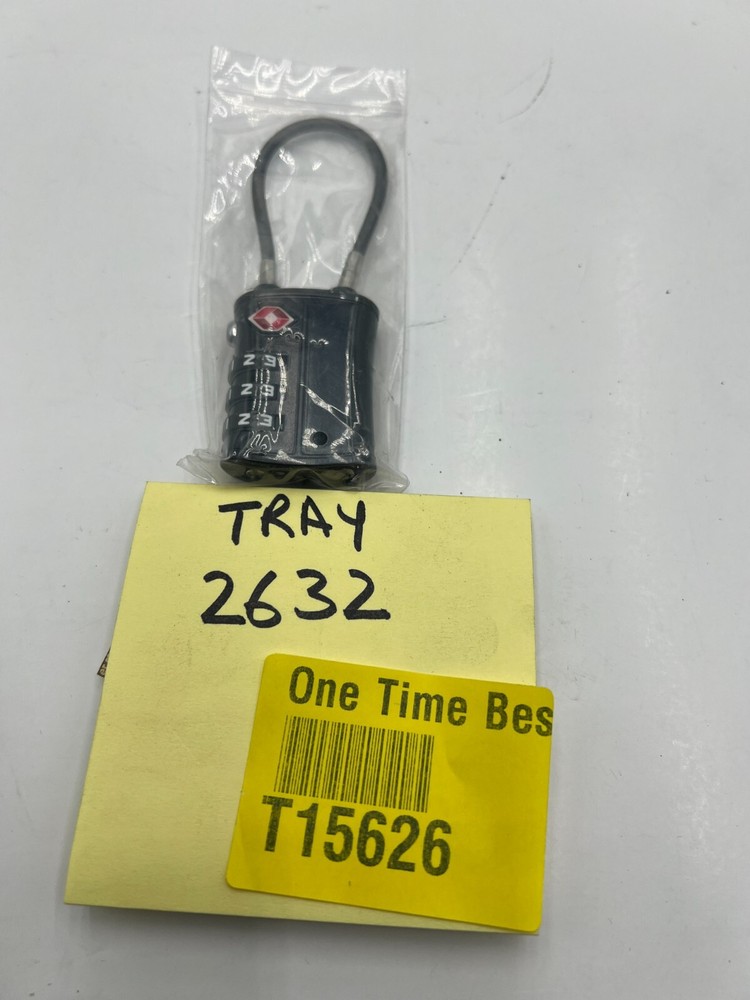 TRAY
2632
One Time Bes
T15626